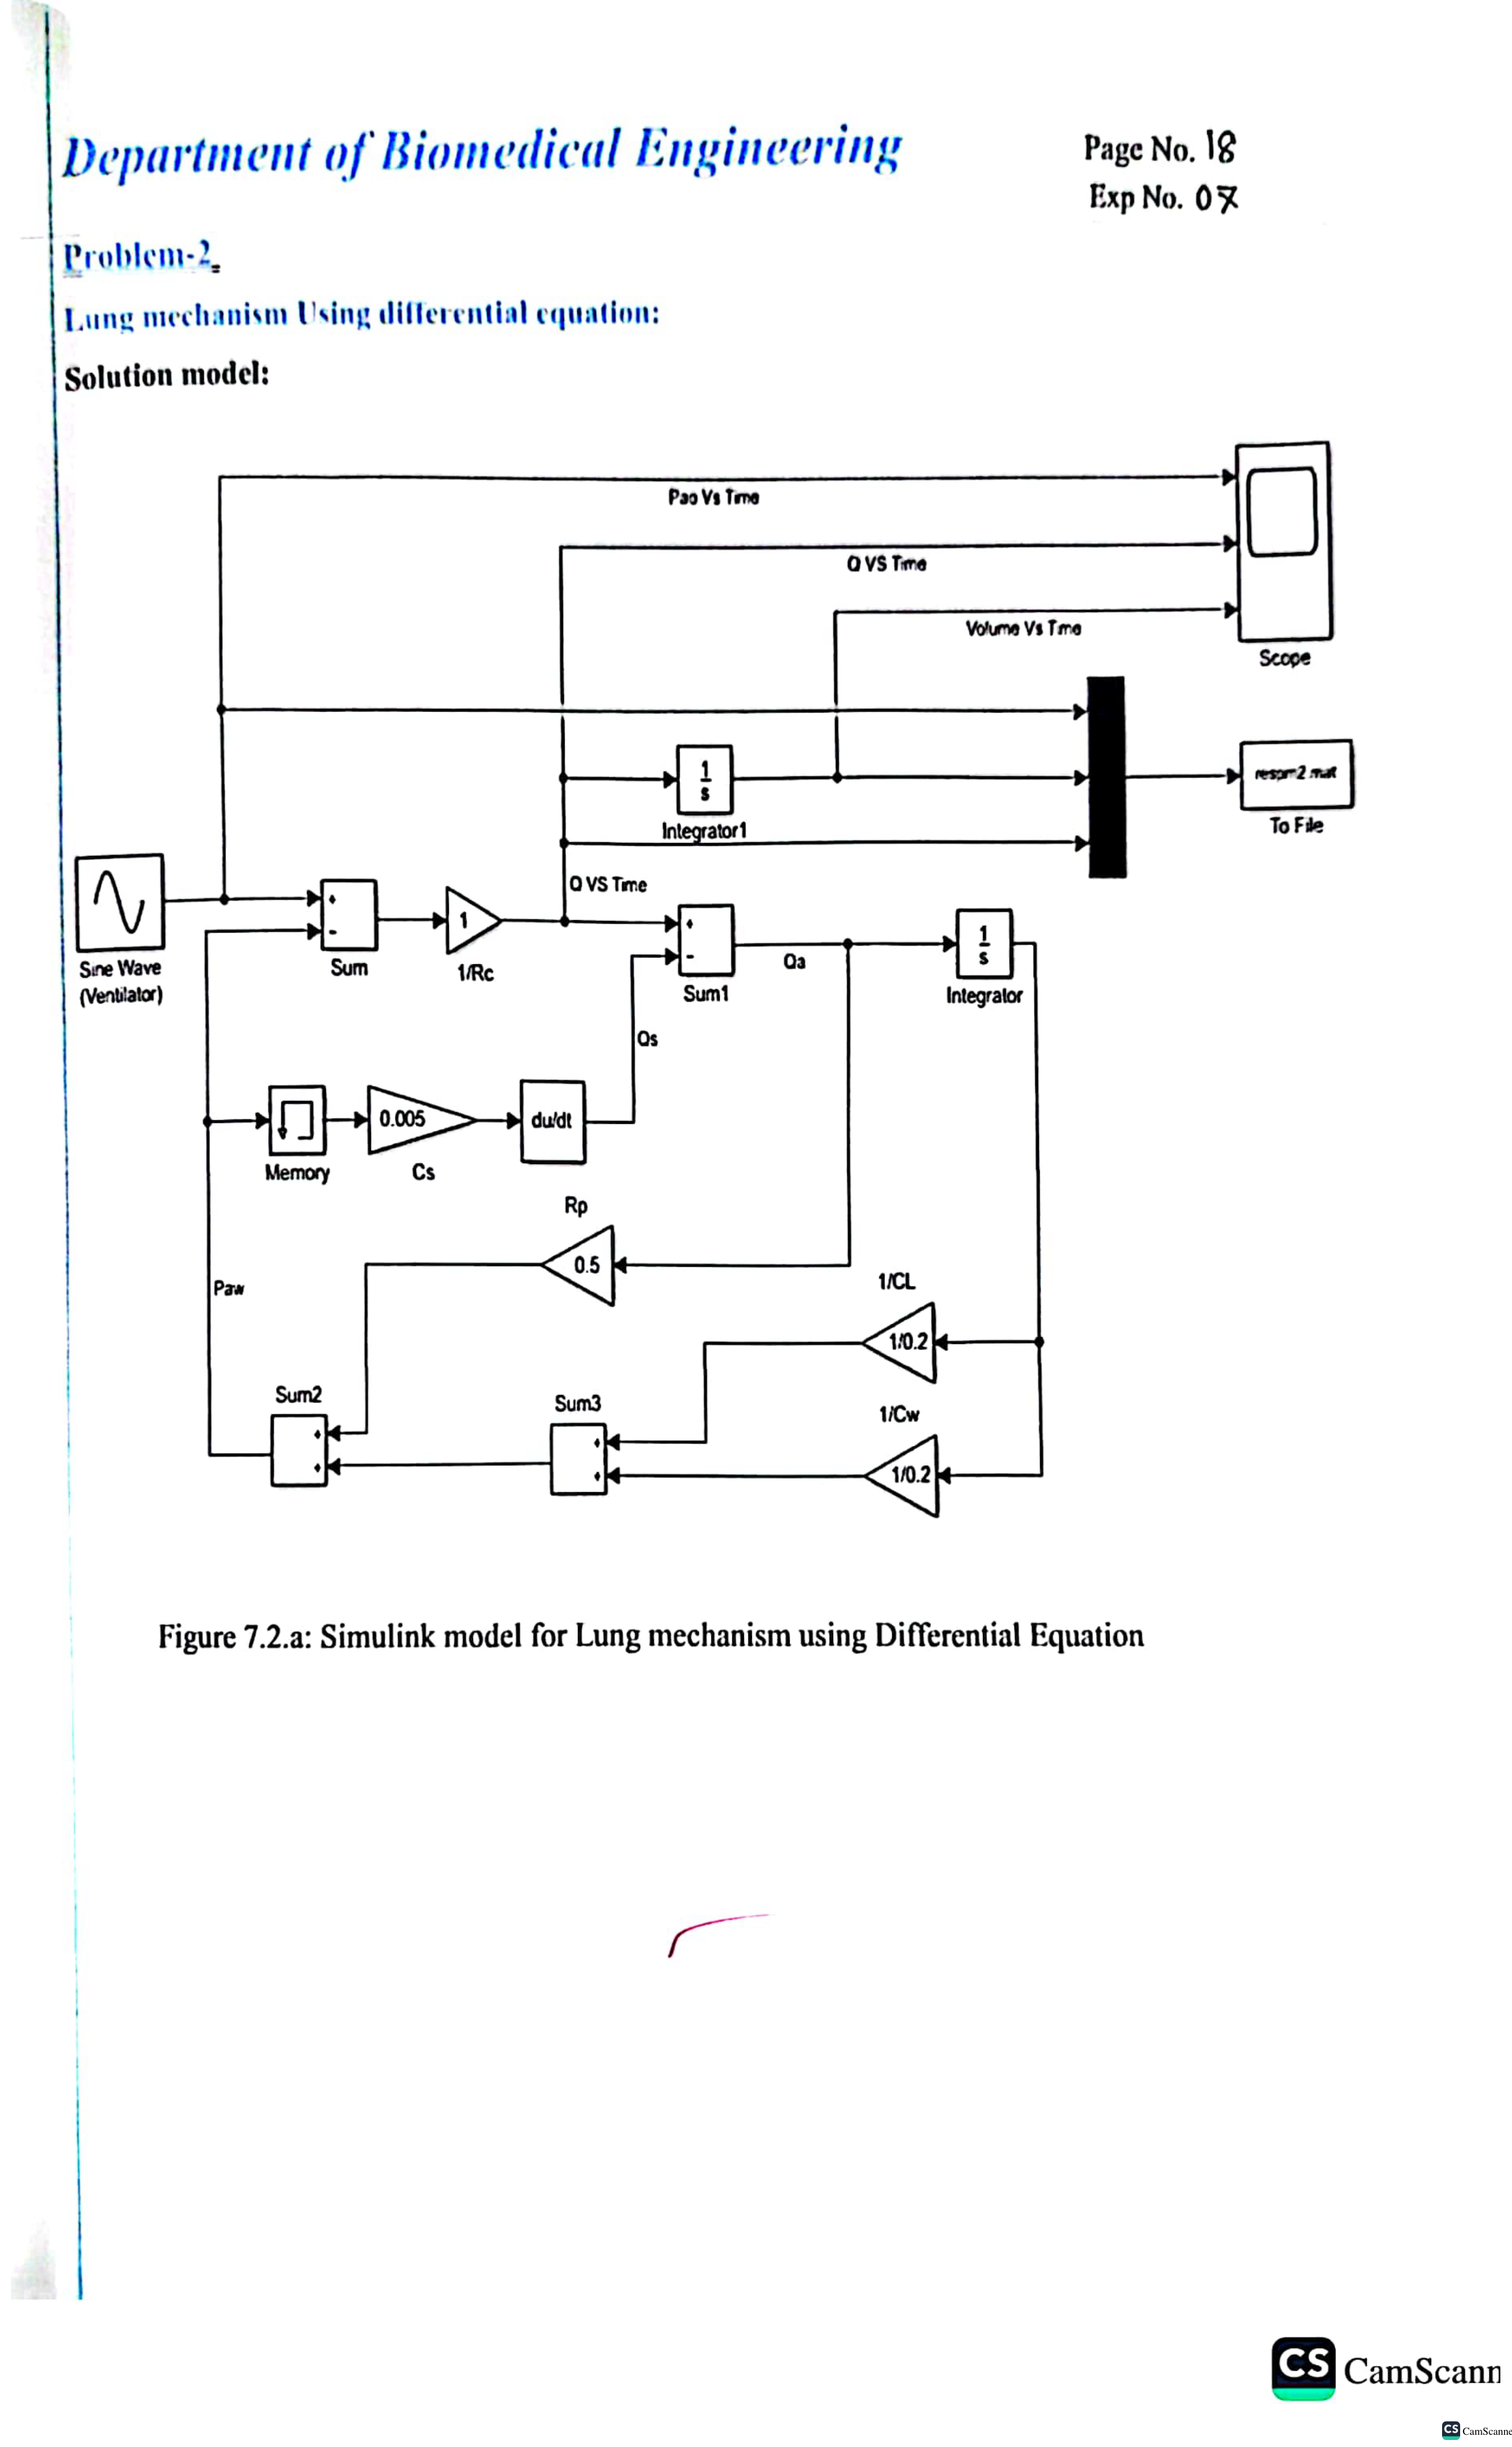 Department of Biomedical Engineering
Page No. 18
Exp No. 07
Problem-2
Lung mechanism Using differential equation:
Solution model:
Pao Vs Time
Q VS Time
Volume Vs Time
Scope
1
s
Integrator1
respm2.mat
To File
Q VS Time
Sine Wave
(Ventilator)
+
-
Sum
1
1/Rc
+
-
Sum1
Qa
1
s
Integrator
Qs
Memory
0.005
Cs
du/dt
Rp
0.5
Paw
1/CL
1/0.2
Sum2
+
+
Sum3
+
+
1/Cw
1/0.2
Figure 7.2.a: Simulink model for Lung mechanism using Differential Equation
CS CamScann
CS CamScanne